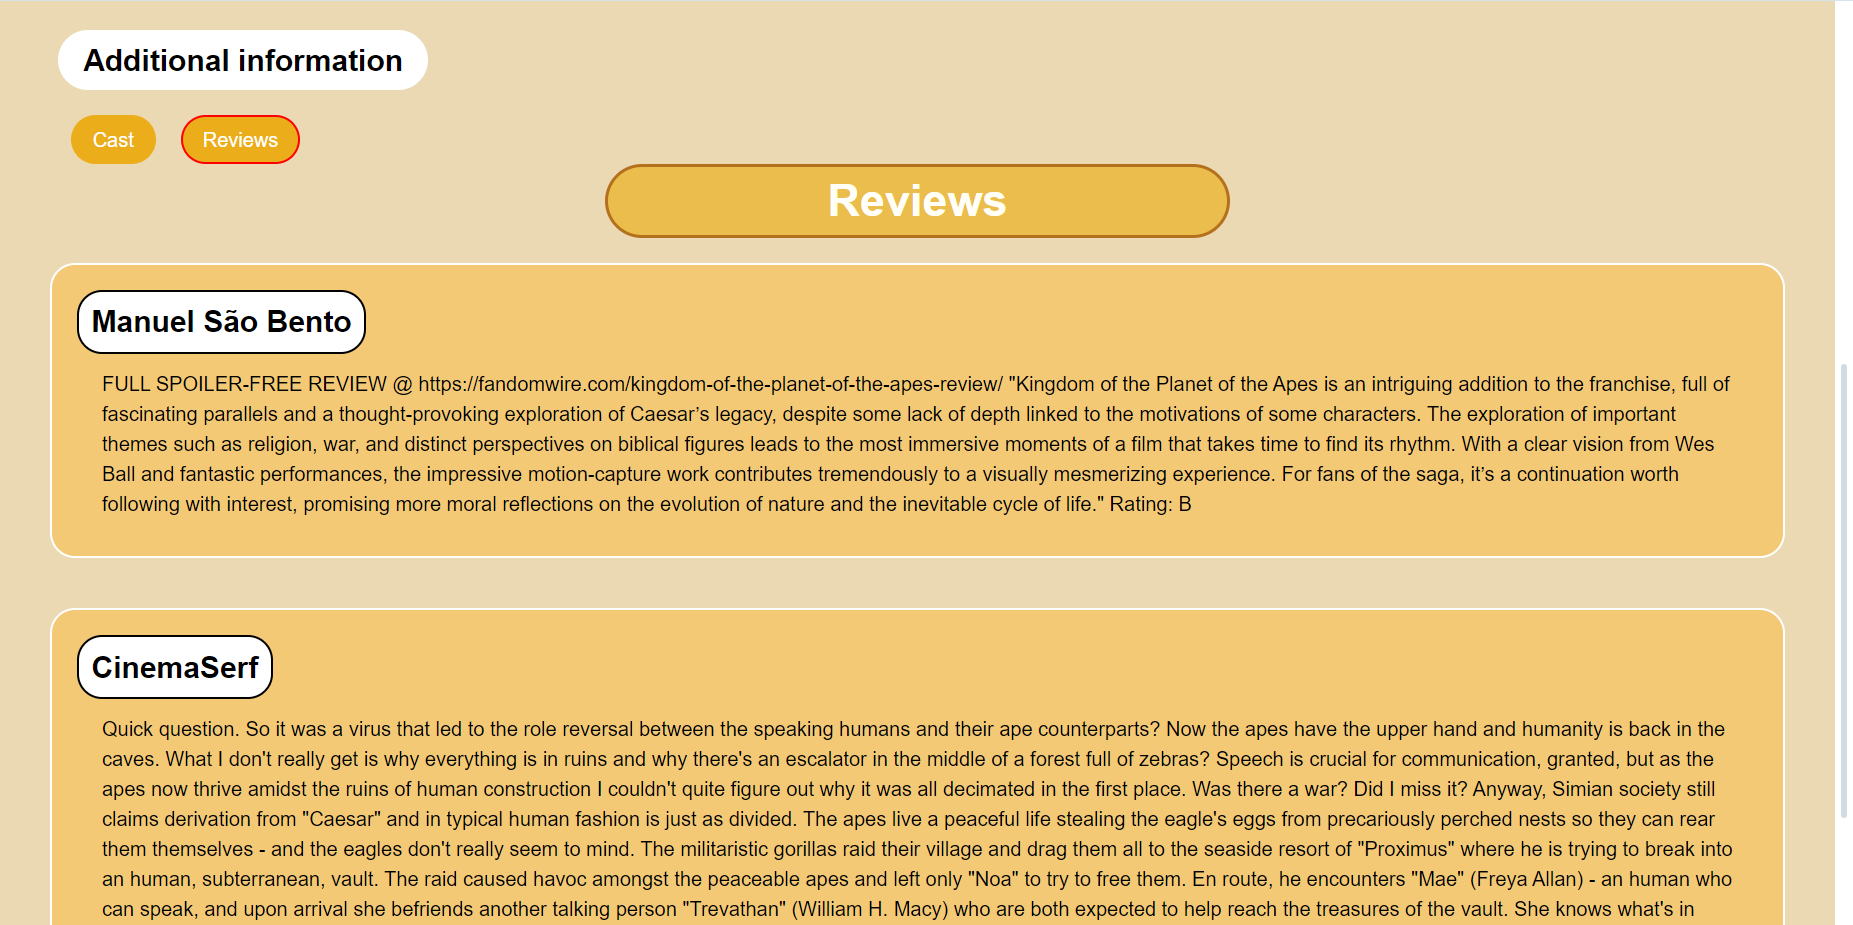 Additional information
Cast
Reviews
Reviews
Manuel São Bento
FULL SPOILER-FREE REVIEW @ https://fandomwire.com/kingdom-of-the-planet-of-the-apes-review/ "Kingdom of the Planet of the Apes is an intriguing addition to the franchise, full of
fascinating parallels and a thought-provoking exploration of Caesar’s legacy, despite some lack of depth linked to the motivations of some characters. The exploration of important
themes such as religion, war, and distinct perspectives on biblical figures leads to the most immersive moments of a film that takes time to find its rhythm. With a clear vision from Wes
Ball and fantastic performances, the impressive motion-capture work contributes tremendously to a visually mesmerizing experience. For fans of the saga, it’s a continuation worth
following with interest, promising more moral reflections on the evolution of nature and the inevitable cycle of life." Rating: B
CinemaSerf
Quick question. So it was a virus that led to the role reversal between the speaking humans and their ape counterparts? Now the apes have the upper hand and humanity is back in the
caves. What I don't really get is why everything is in ruins and why there's an escalator in the middle of a forest full of zebras? Speech is crucial for communication, granted, but as the
apes now thrive amidst the ruins of human construction I couldn't quite figure out why it was all decimated in the first place. Was there a war? Did I miss it? Anyway, Simian society still
claims derivation from "Caesar" and in typical human fashion is just as divided. The apes live a peaceful life stealing the eagle's eggs from precariously perched nests so they can rear
them themselves - and the eagles don't really seem to mind. The militaristic gorillas raid their village and drag them all to the seaside resort of "Proximus" where he is trying to break into
an human, subterranean, vault. The raid caused havoc amongst the peaceable apes and left only "Noa" to try to free them. En route, he encounters "Mae" (Freya Allan) - an human who
can speak, and upon arrival she befriends another talking person "Trevathan" (William H. Macy) who are both expected to help reach the treasures of the vault. She knows what's in